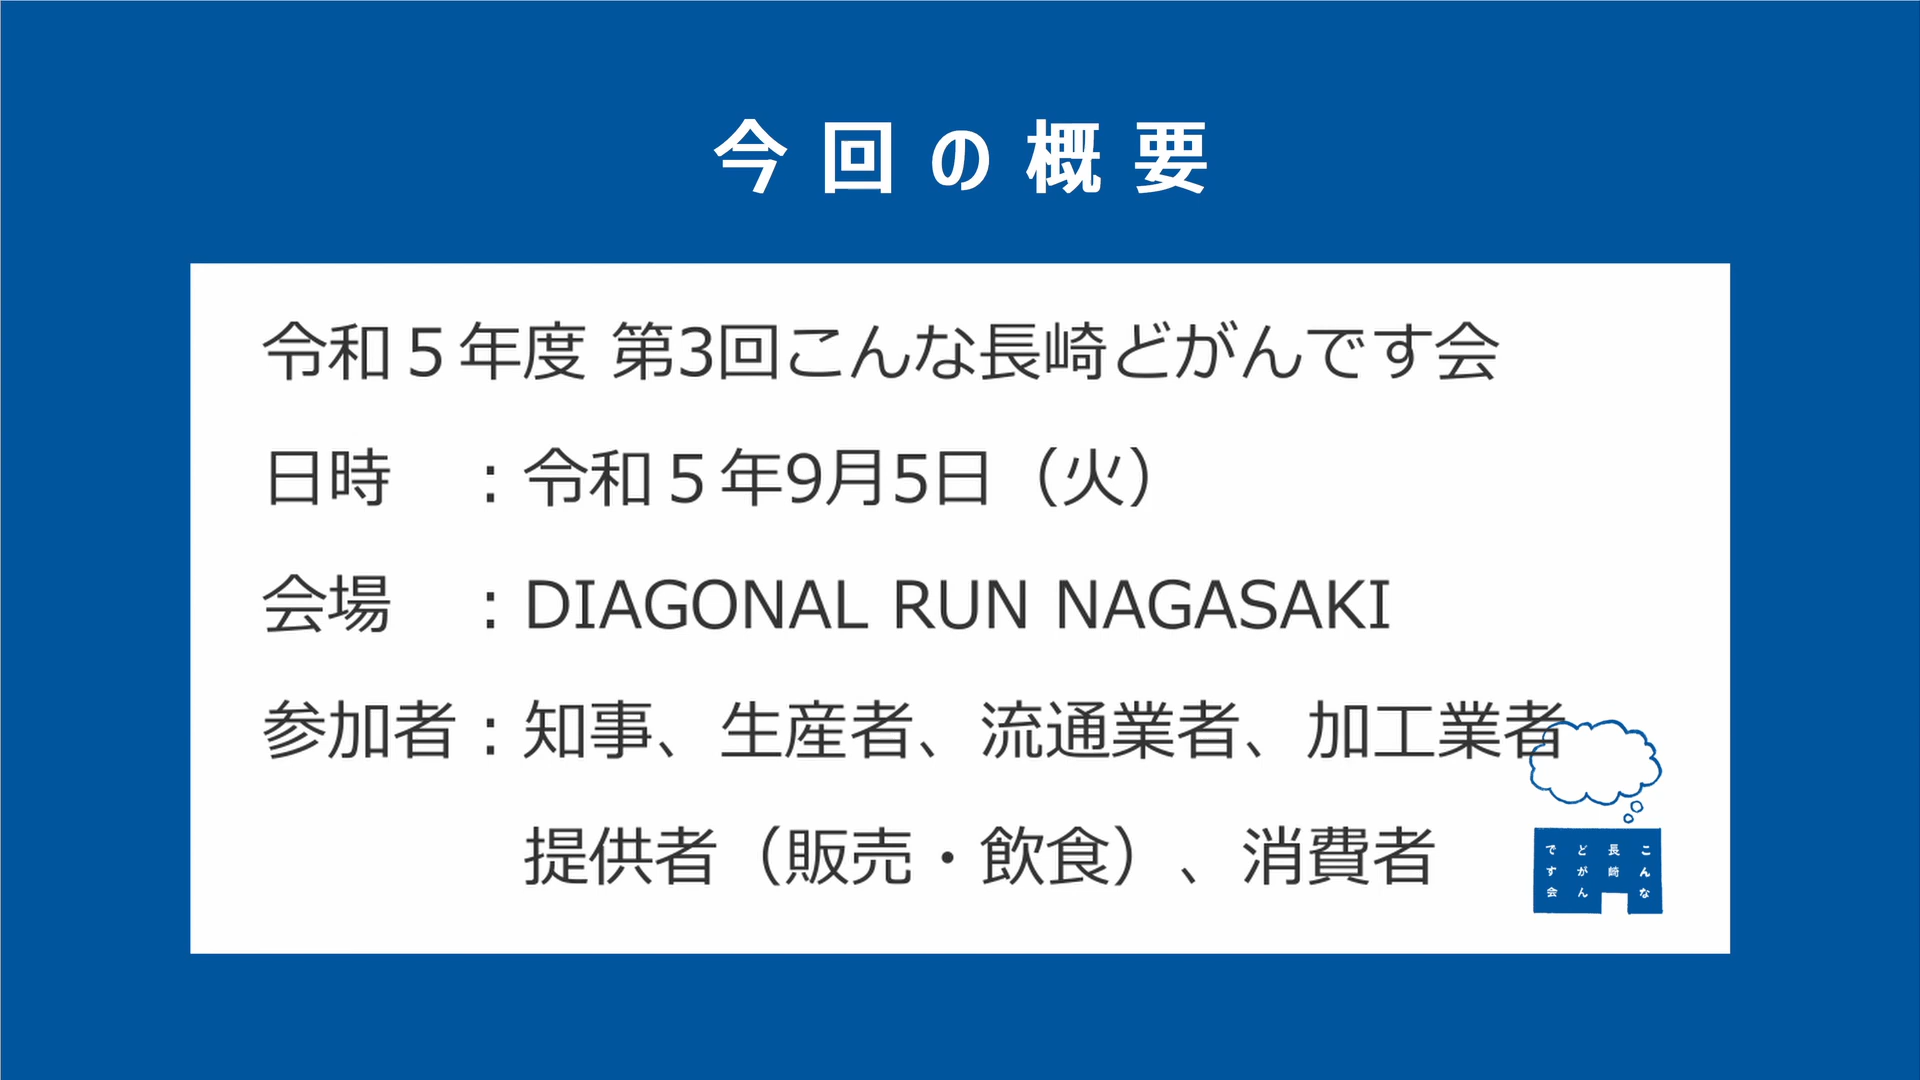 今回の概要
令和５年度 第3回こんな長崎どがんです会
日時　：令和５年9月5日（火）
会場　：DIAGONAL RUN NAGASAKI
参加者：知事、生産者、流通業者、加工業者
提供者（販売・飲食）、消費者
こんな
長崎
どがん
です会